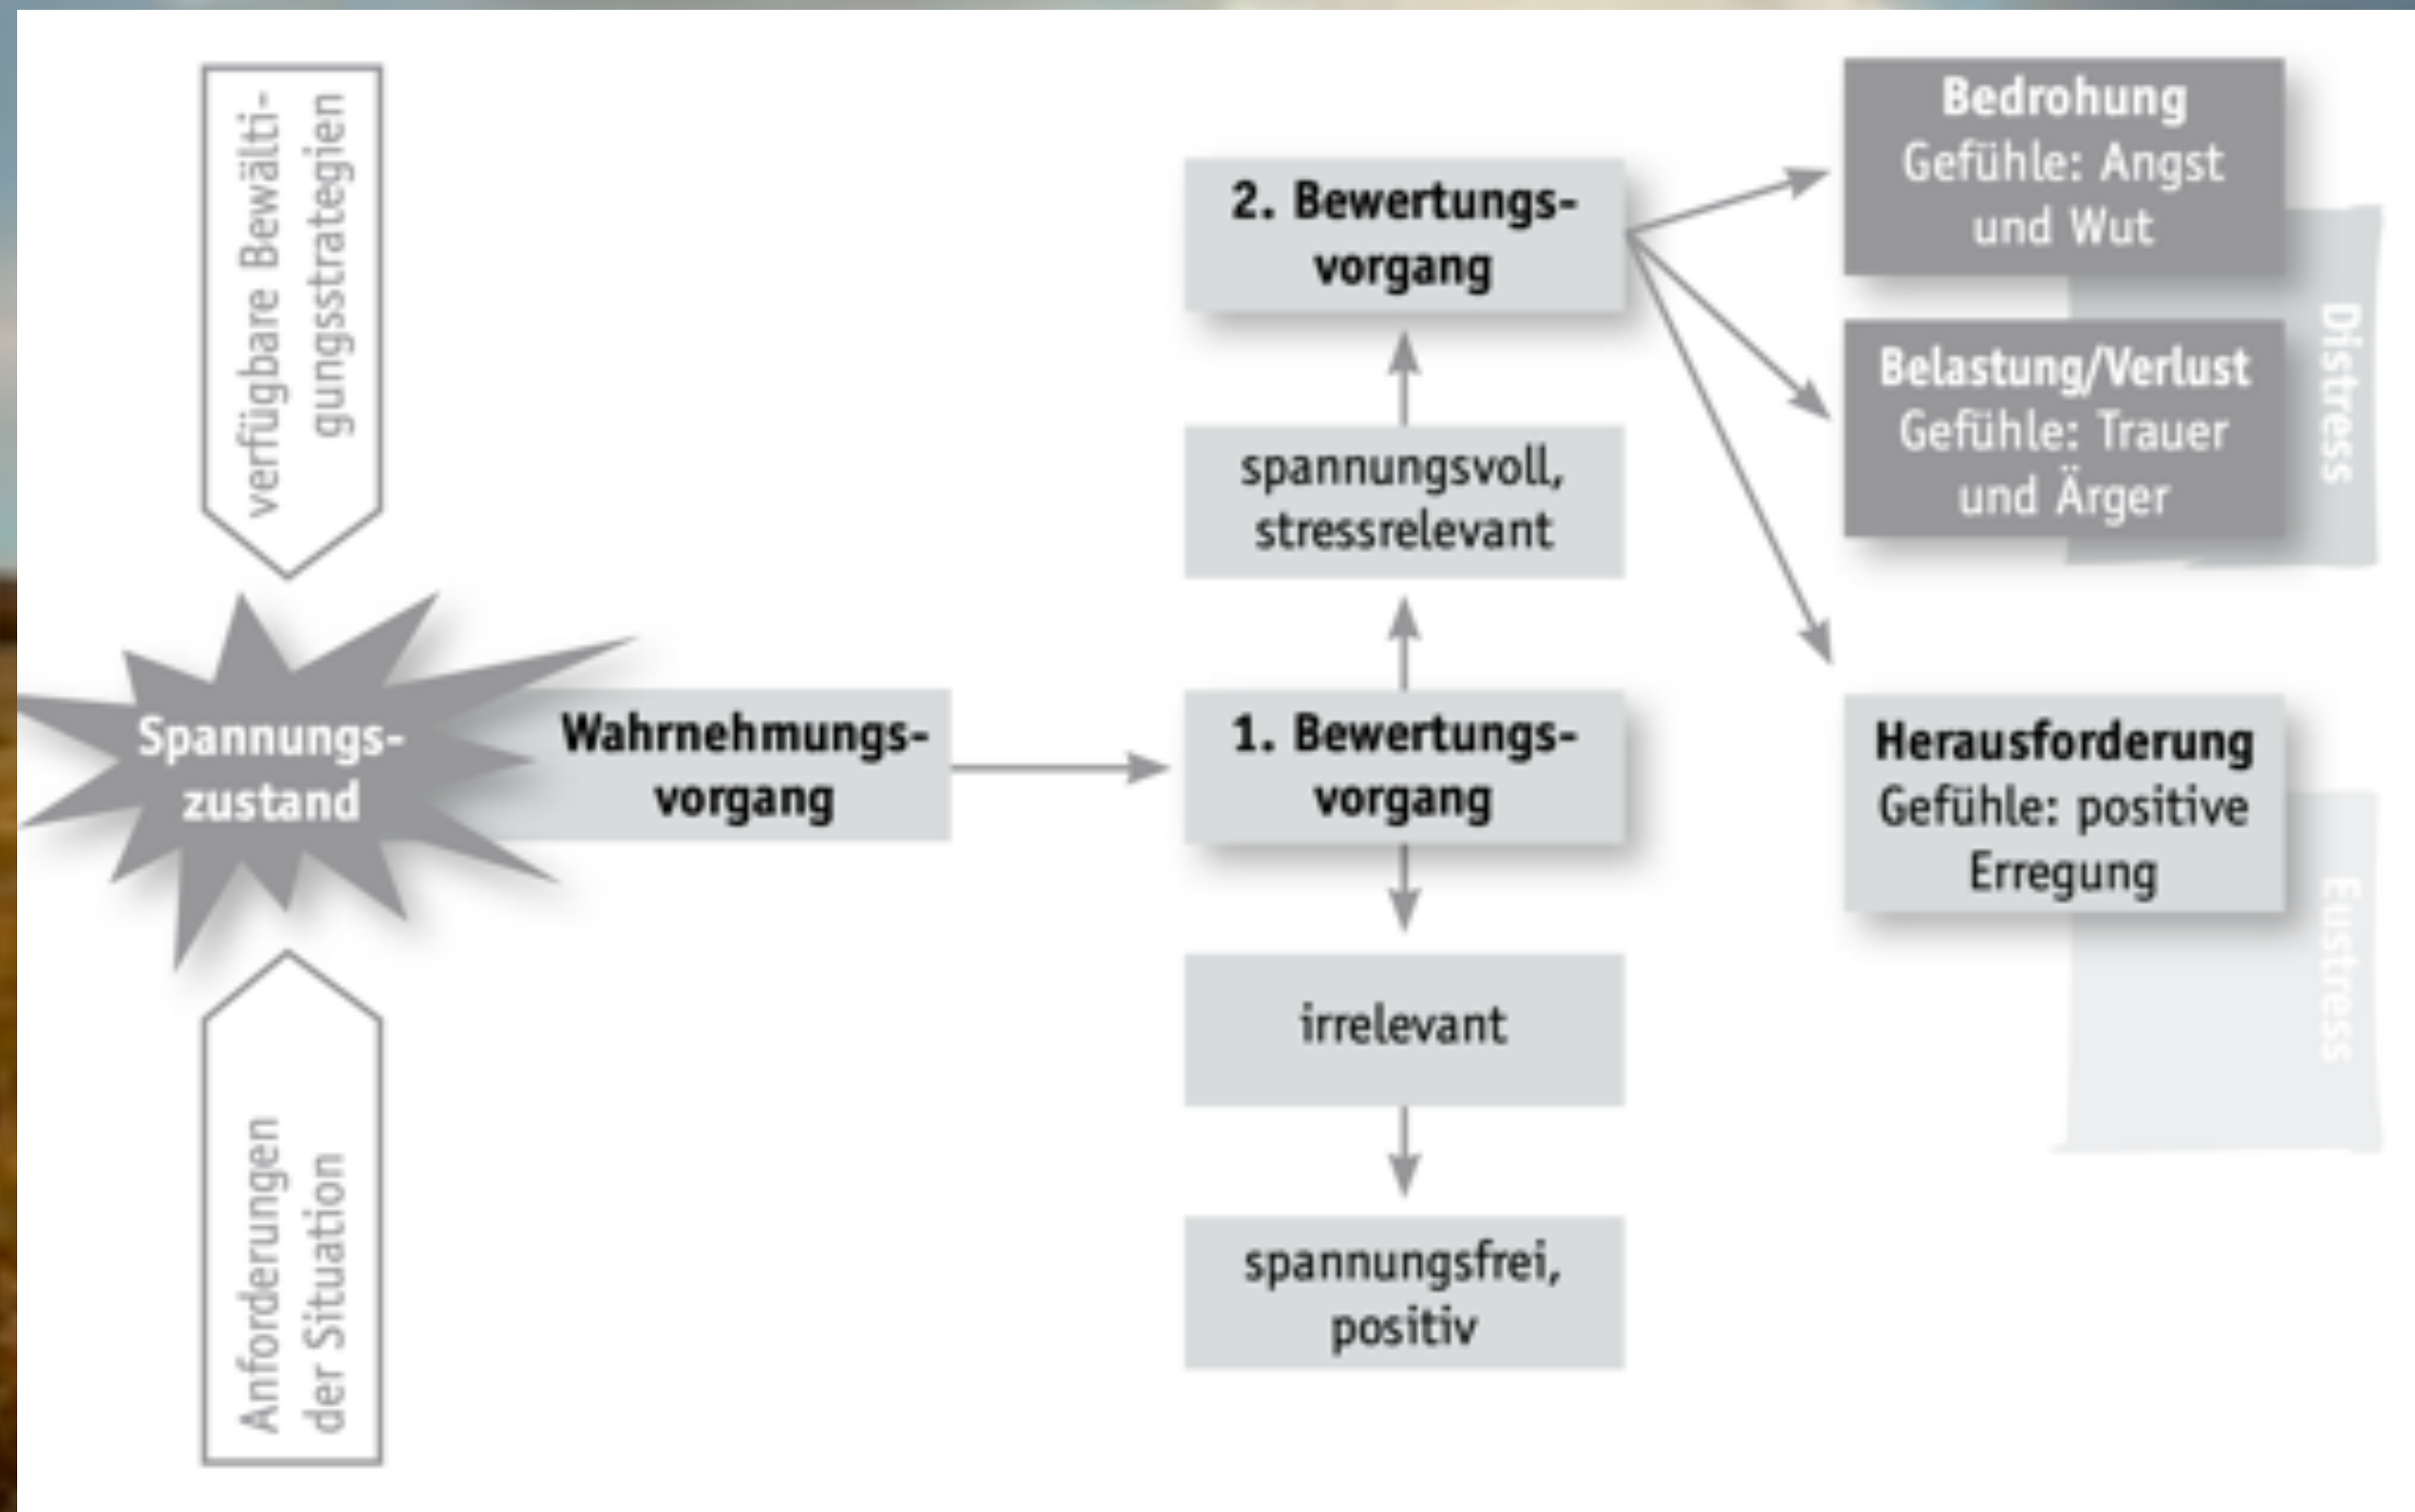 verfügbare Bewälti-
gungsstrategien
Spannungs-
zustand
Anforderungen
der Situation
Wahrnehmungs-
vorgang
2. Bewertungs-
vorgang
spannungsvoll,
stressrelevant
1. Bewertungs-
vorgang
irrelevant
spannungsfrei,
positiv
Bedrohung
Gefühle: Angst
und Wut
Belastung/Verlust
Gefühle: Trauer
und Ärger
Distress
Herausforderung
Gefühle: positive
Erregung
Eustress